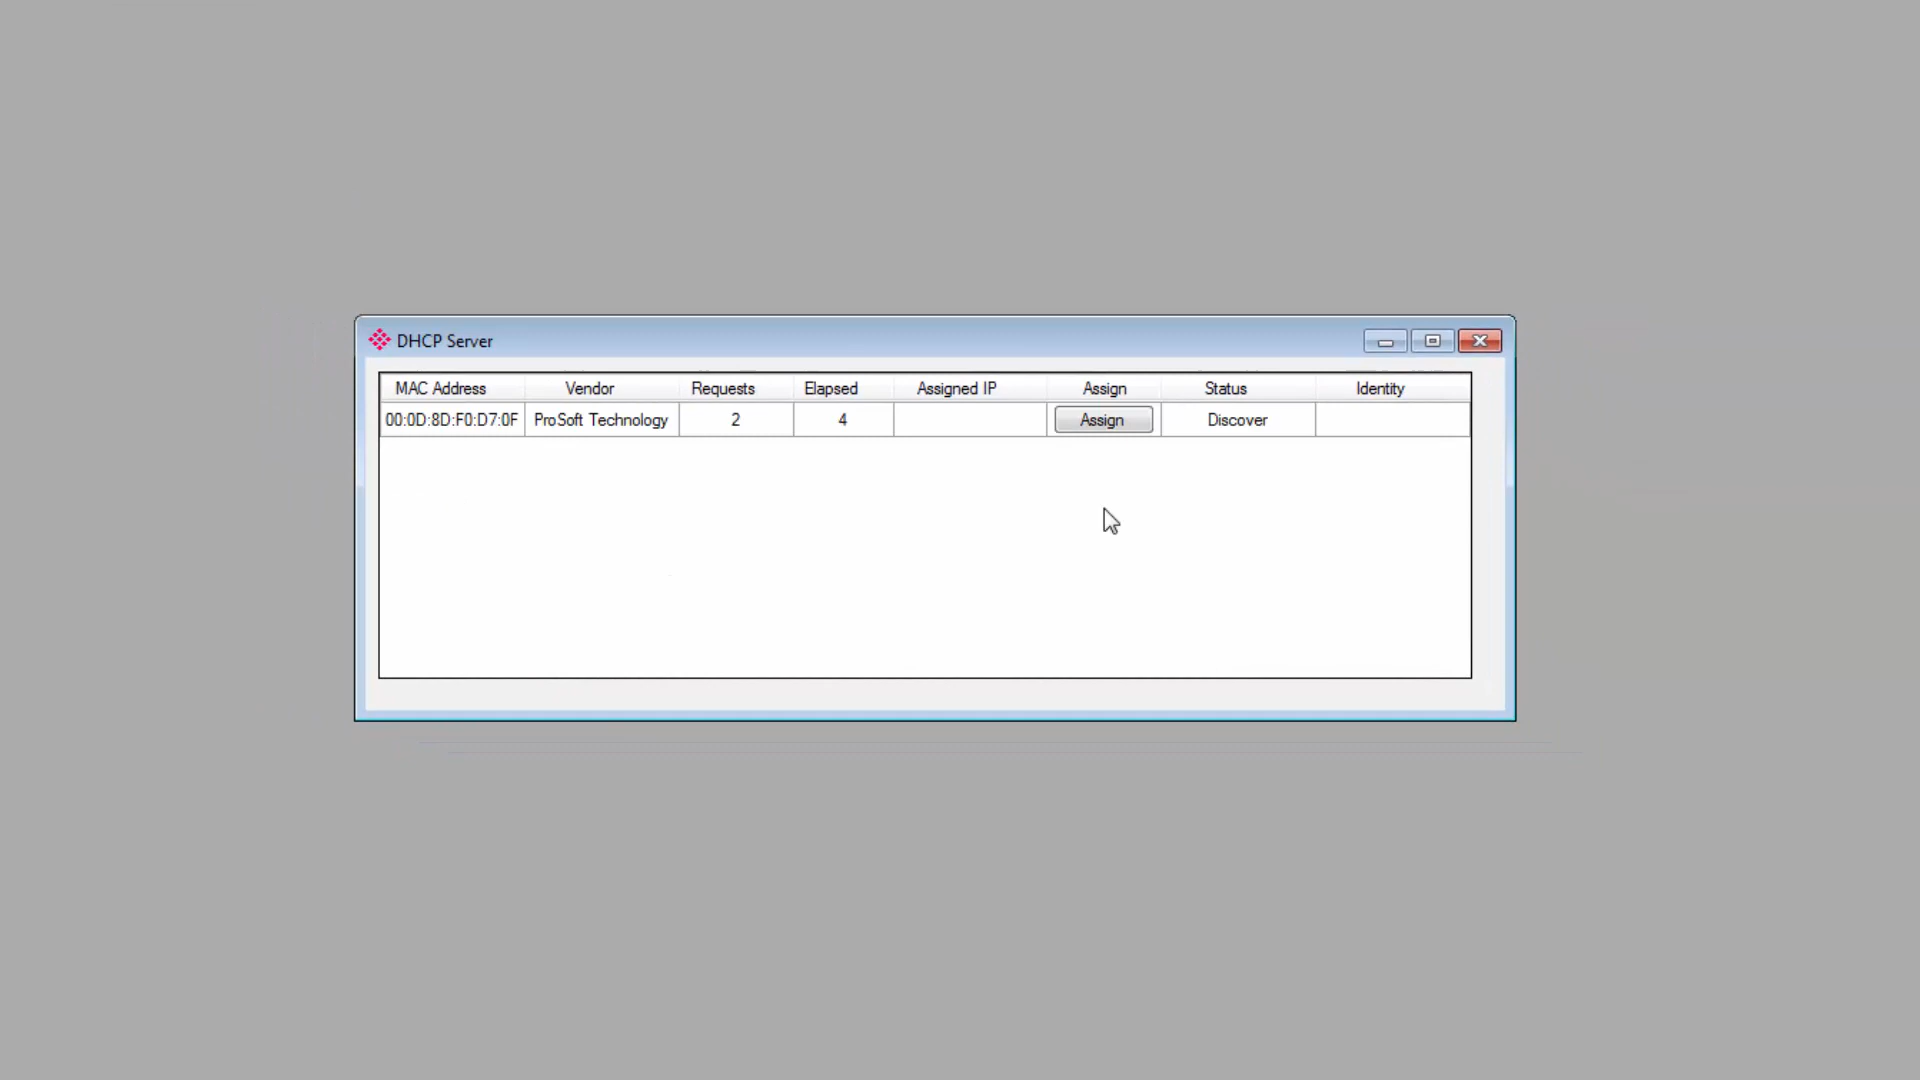 DHCP Server
MAC Address Vendor Requests Elapsed Assigned IP Assign Status Identity
00:0D:8D:F0:D7:0F ProSoft Technology 2 4 Assign Discover